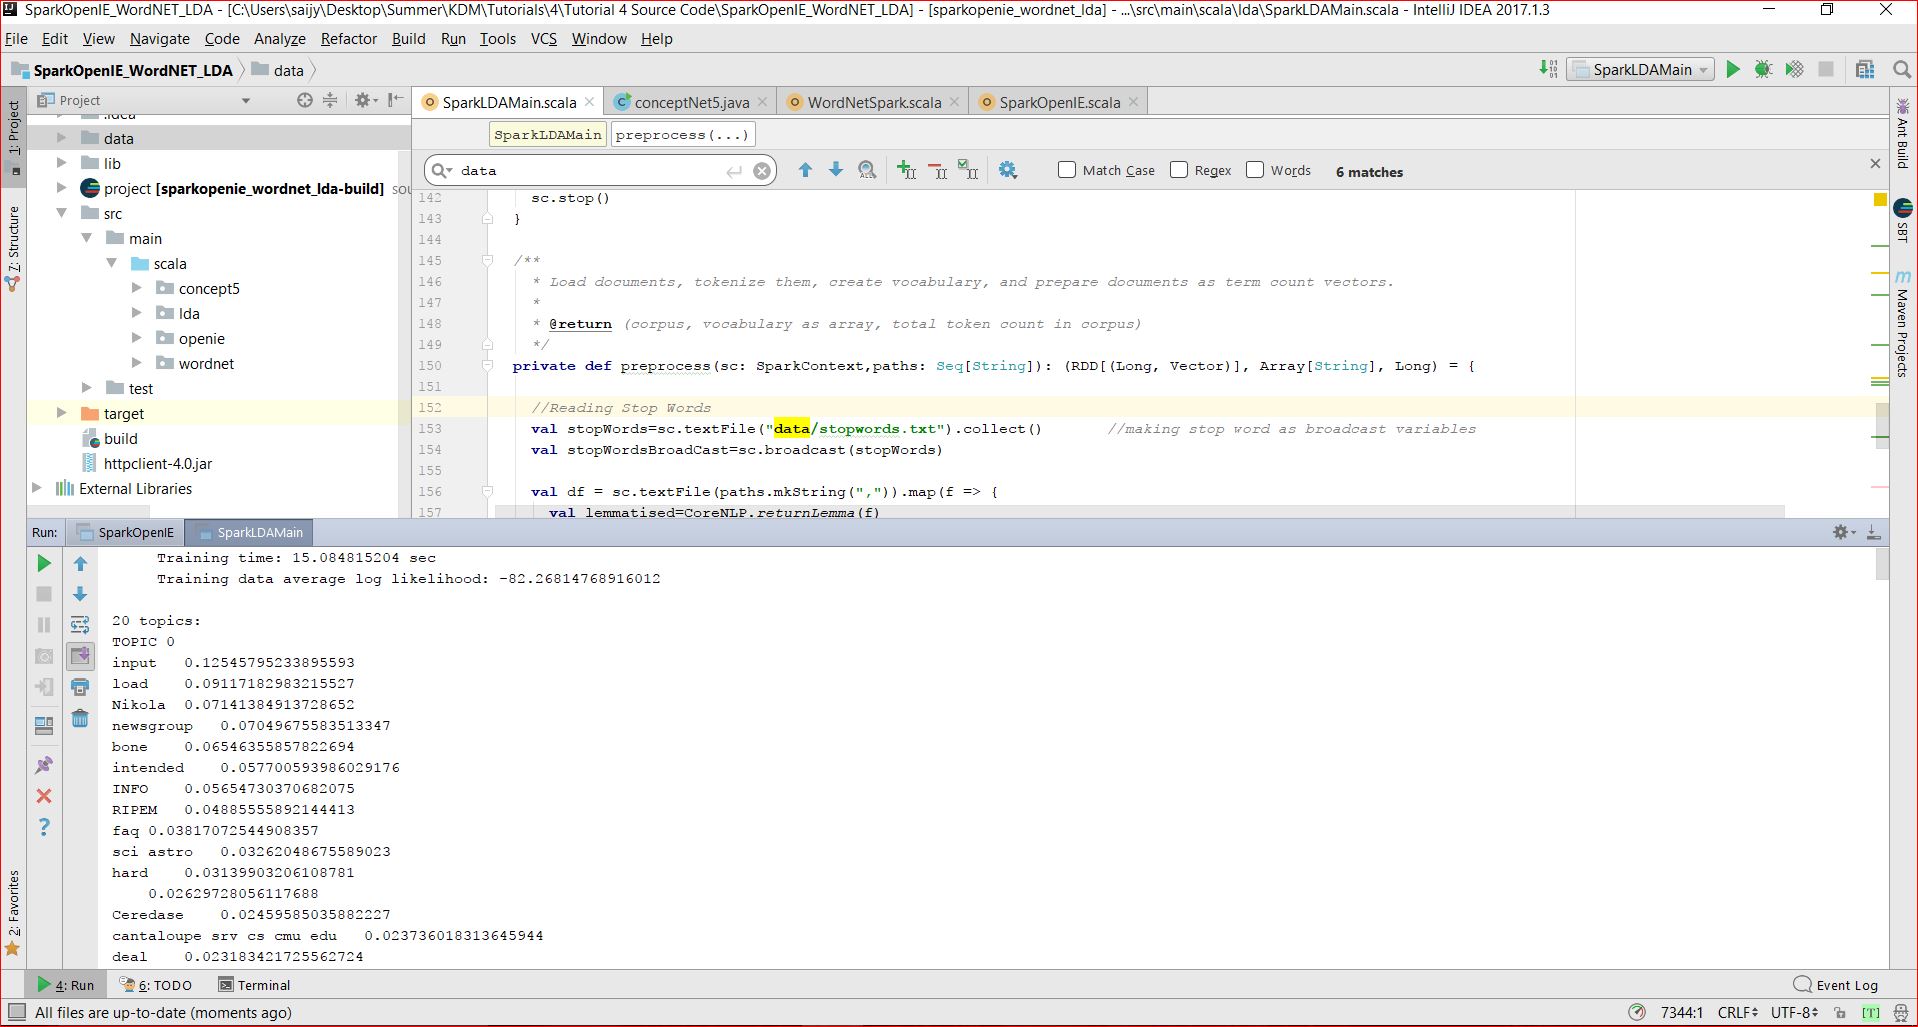 SparkOpenIE_WordNET_LDA - [C:\Users\saijy\Desktop\Summer\KDM\Tutorials\4\Tutorial 4 Source Code\SparkOpenIE_WordNET_LDA] - [sparkopenie_wordnet_lda] - ...\src\main\scala\lda\SparkLDAMain.scala - IntelliJ IDEA 2017.1.3
File Edit View Navigate Code Analyze Refactor Build Run Tools VCS Window Help
SparkOpenIE_WordNET_LDA data SparkLDAMain
Project SparkLDAMain.scala conceptNet5.java WordNetSpark.scala SparkOpenIE.scala
1: Project
Z: Structure
2: Favorites
Ant Build
SBT
Maven Projects
.idea
data
lib
project [sparkopenie_wordnet_lda-build] sou
src
main
scala
concept5
lda
openie
wordnet
test
target
build
httpclient-4.0.jar
External Libraries
SparkLDAMain preprocess(...)
data Match Case Regex Words 6 matches
142 sc.stop()
143 }
144
145 /**
146 * Load documents, tokenize them, create vocabulary, and prepare documents as term count vectors.
147 *
148 * @return (corpus, vocabulary as array, total token count in corpus)
149 */
150 private def preprocess(sc: SparkContext,paths: Seq[String]): (RDD[(Long, Vector)], Array[String], Long) = {
151
152 //Reading Stop Words
153 val stopWords=sc.textFile("data/stopwords.txt").collect() //making stop word as broadcast variables
154 val stopWordsBroadCast=sc.broadcast(stopWords)
155
156 val df = sc.textFile(paths.mkString(",")).map(f => {
157 val lemmatised=CoreNLP.returnLemma(f)
Run: SparkOpenIE SparkLDAMain
Training time: 15.084815204 sec
Training data average log likelihood: -82.26814768916012
20 topics:
TOPIC 0
input 0.12545795233895593
load 0.09117182983215527
Nikola 0.07141384913728652
newsgroup 0.07049675583513347
bone 0.06546355857822694
intended 0.057700593986029176
INFO 0.05654730370682075
RIPEM 0.04885555892144413
faq 0.03817072544908357
sci astro 0.03262048675589023
hard 0.03139903206108781
0.02629728056117688
Ceredase 0.02459585035882227
cantaloupe srv cs cmu edu 0.023736018313645944
deal 0.023183421725562724
4: Run 6: TODO Terminal Event Log
All files are up-to-date (moments ago) 7344:1 CRLF UTF-8 [T]